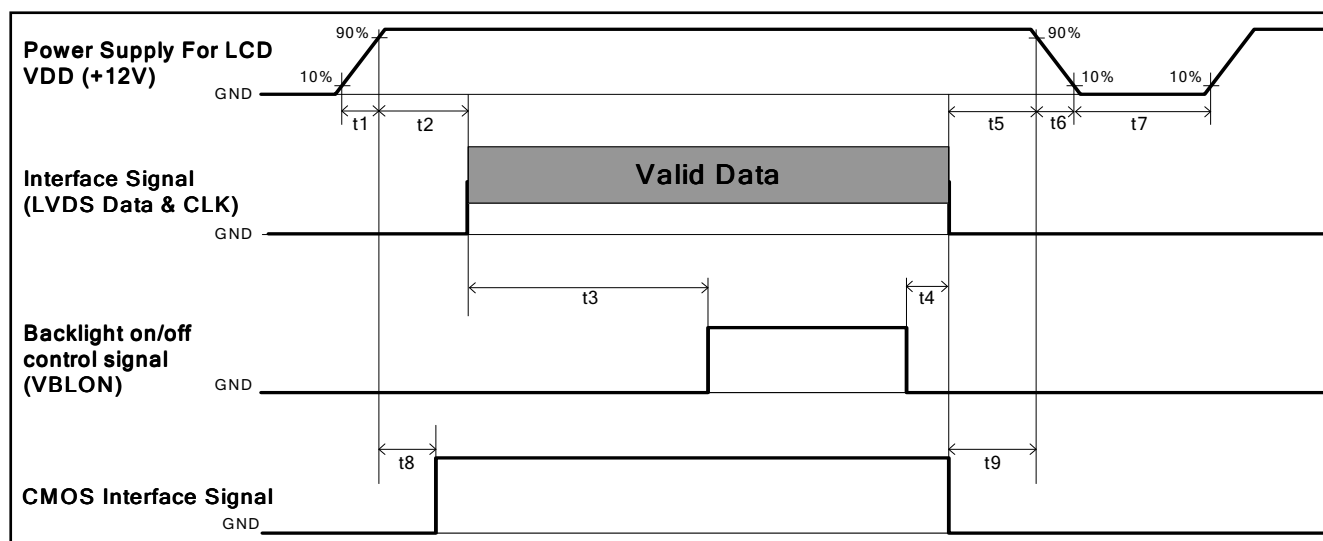 Power Supply For LCD
VDD (+12V)
90%
10%
GND
90%
10%
10%
t1
t2
t5
t6
t7
Interface Signal
(LVDS Data & CLK)
Valid Data
GND
t3
t4
Backlight on/off
control signal
(VBLON)
GND
t8
t9
CMOS Interface Signal
GND